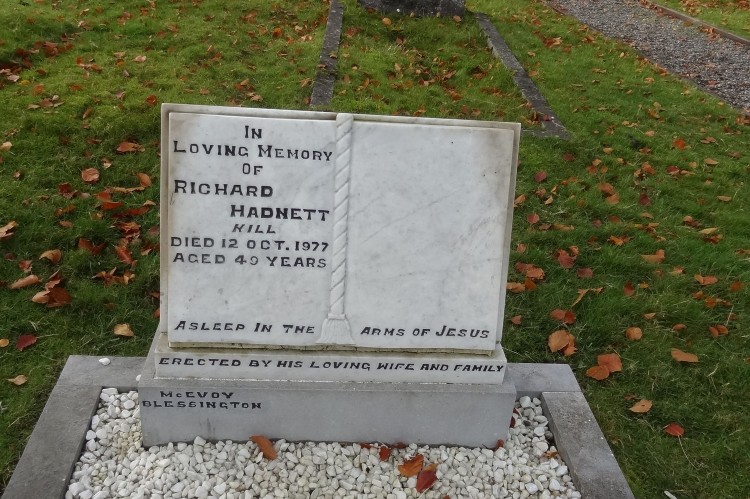 IN
LOVING MEMORY
OF
RICHARD
HADNETT
KILL
DIED 12 OCT. 1977
AGED 49 YEARS
ASLEEP IN THE ARMS OF JESUS
ERECTED BY HIS LOVING WIFE AND FAMILY
MCEVOY
BLESSINGTON